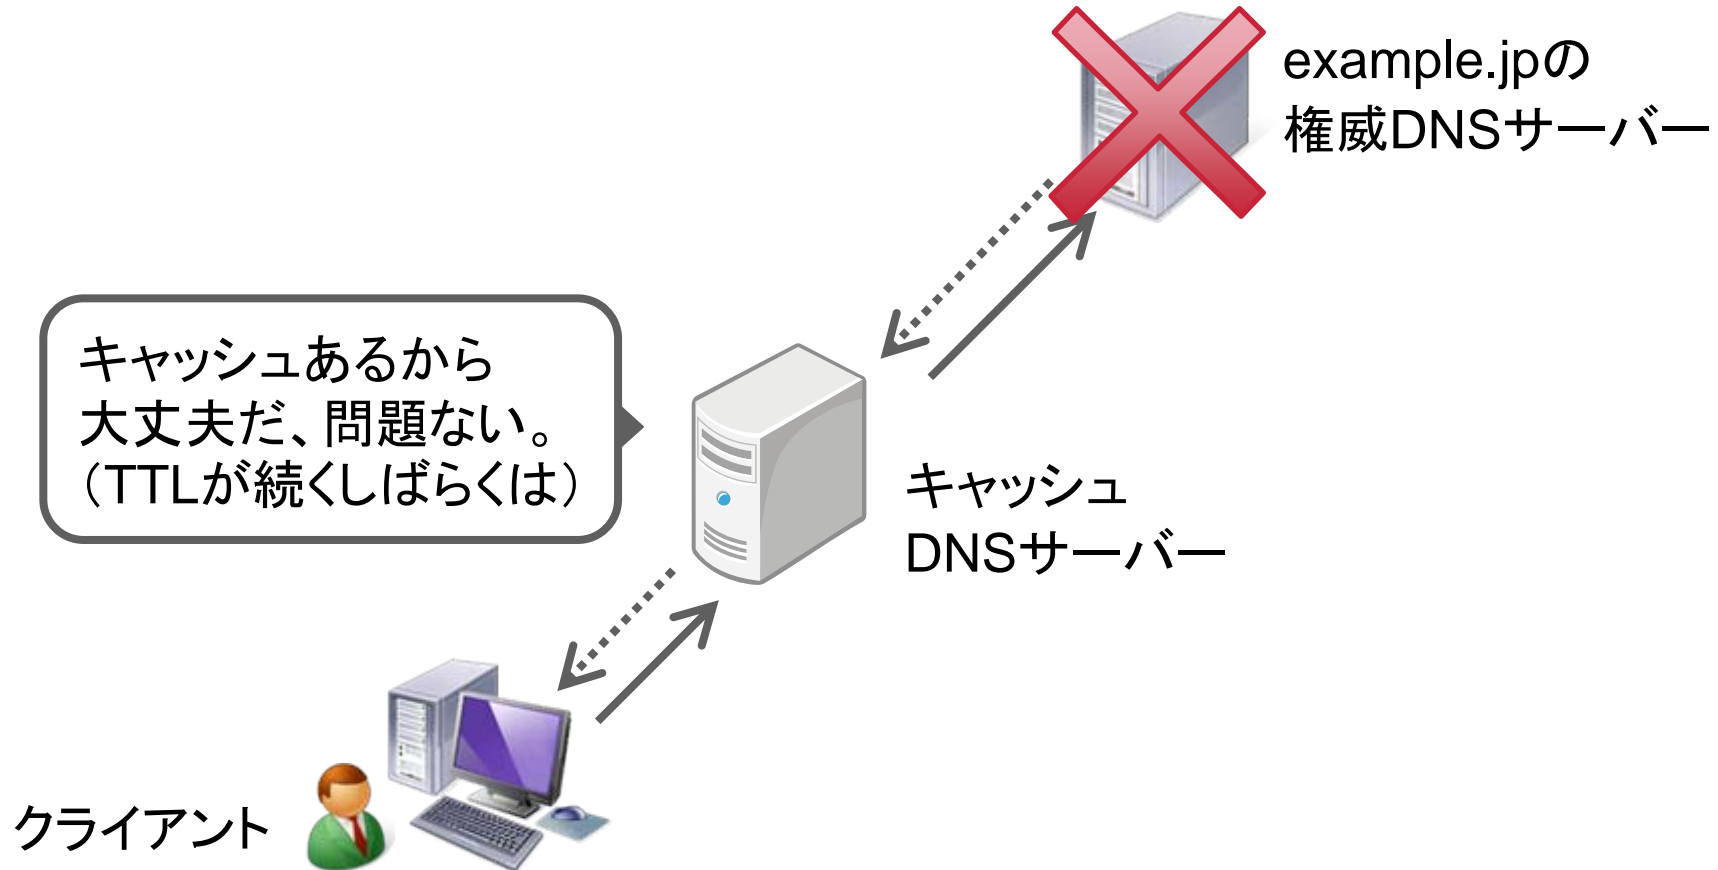 example.jpの
権威DNSサーバー
キャッシュあるから
大丈夫だ、問題ない。
（TTLが続くしばらくは）
キャッシュ
DNSサーバー
クライアント